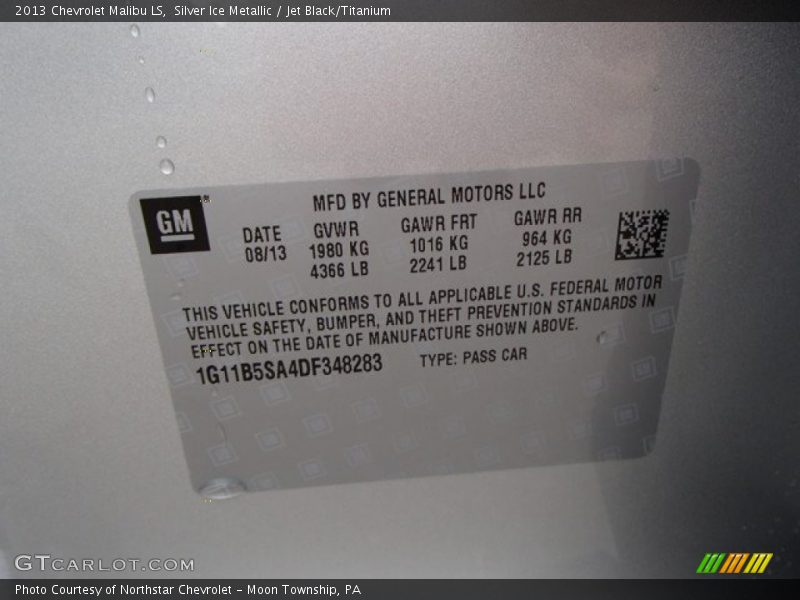 2013 Chevrolet Malibu LS, Silver Ice Metallic / Jet Black/Titanium
GM
MFD BY GENERAL MOTORS LLC
DATE GVWR GAWR FRT GAWR RR
08/13 1980 KG 1016 KG 964 KG
4366 LB 2241 LB 2125 LB
THIS VEHICLE CONFORMS TO ALL APPLICABLE U.S. FEDERAL MOTOR
VEHICLE SAFETY, BUMPER, AND THEFT PREVENTION STANDARDS IN
EFFECT ON THE DATE OF MANUFACTURE SHOWN ABOVE.
1G11B5SA4DF348283 TYPE: PASS CAR
GTCARLOT.COM
Photo Courtesy of Northstar Chevrolet - Moon Township, PA